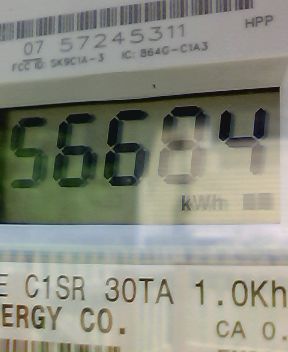 HPP
07 57245311
FCC ID: SK9C1A-3 IC: 864G-C1A3
56684
kWh
E C1SR 30TA 1.0Kh
ERGY CO.
CA 0.